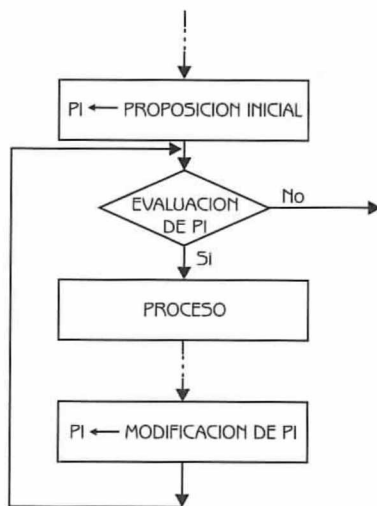 PI ← PROPOSICION INICIAL
EVALUACION
DE PI
No
Si
PROCESO
PI ← MODIFICACION DE PI